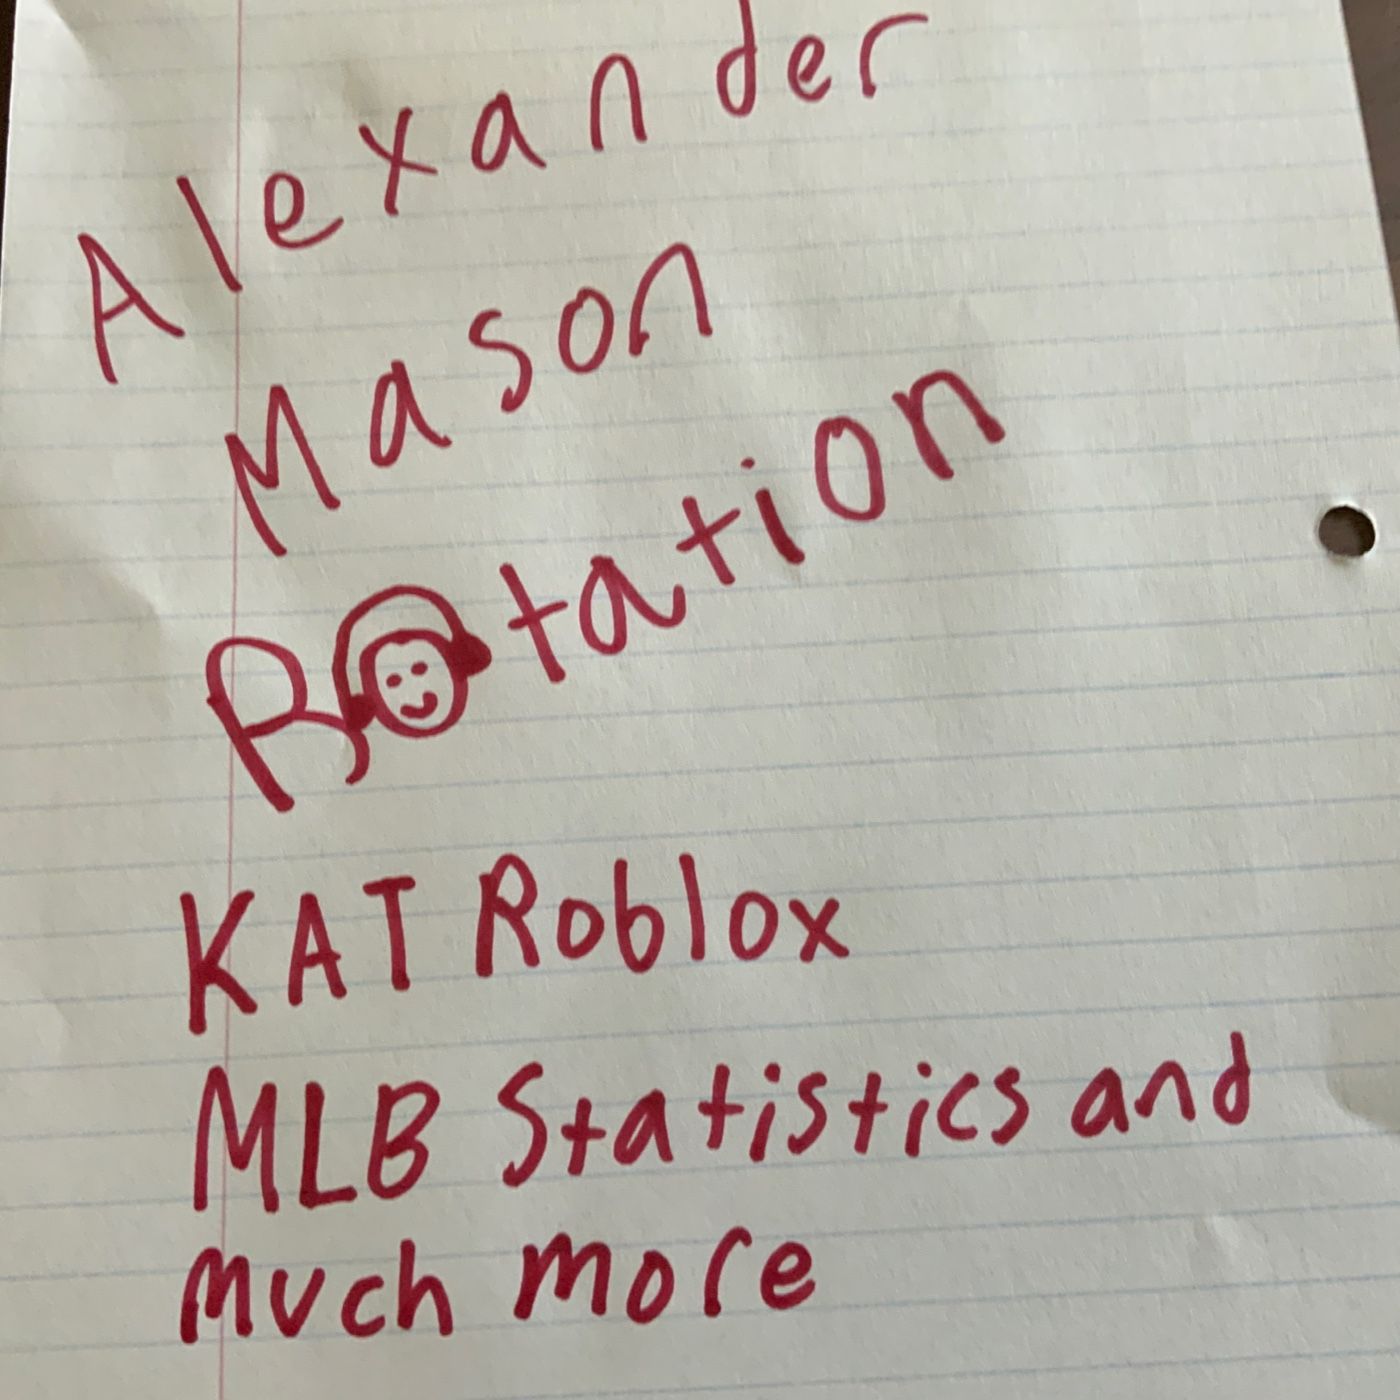 Alexander
Mason
Rotation
KAT Roblox
MLB Statistics and
much more